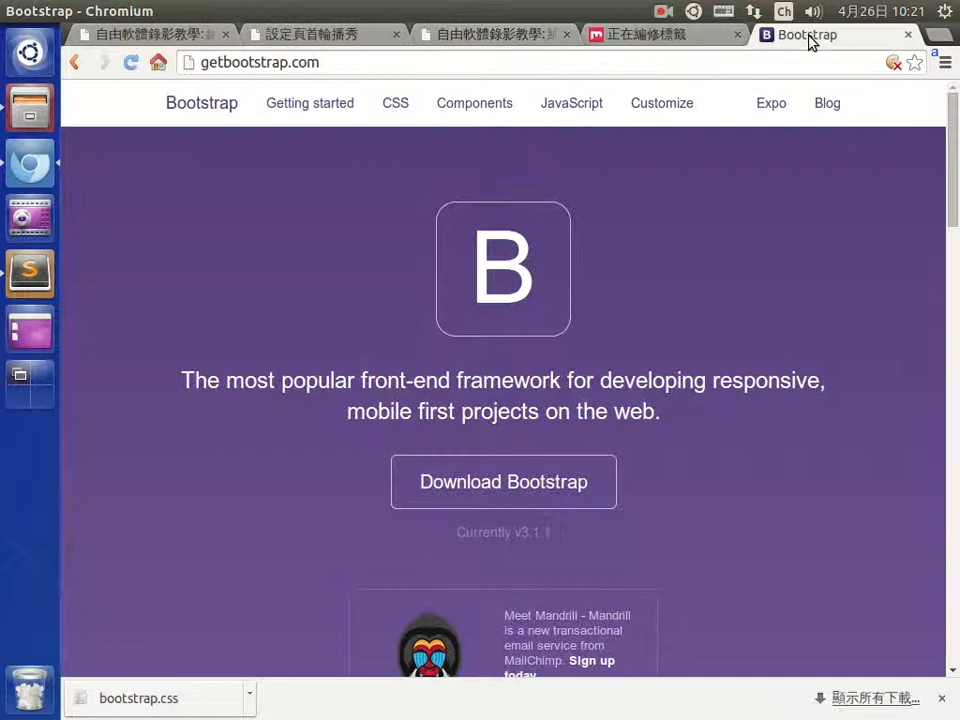 Bootstrap - Chromium
Ch
4月26日 10:21
自由軟體錄影教學:
設定頁首輪播秀
自由軟體錄影教學:
正在編修標籤
Bootstrap
getbootstrap.com
a
Bootstrap
Getting started
CSS
Components
JavaScript
Customize
Expo
Blog
B
The most popular front-end framework for developing responsive,
mobile first projects on the web.
Download Bootstrap
Currently v3.1.1
Meet Mandrill - Mandrill
is a new transactional
email service from
MailChimp. Sign up
today.
bootstrap.css
顯示所有下載...